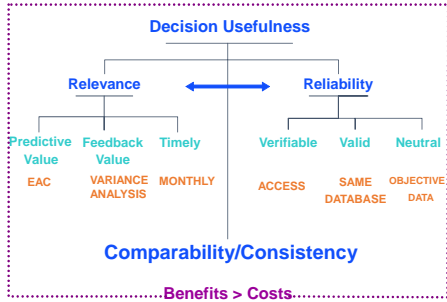 Decision Usefulness
Relevance Reliability
Predictive Feedback Timely Verifiable Valid Neutral
Value Value
EAC VARIANCE MONTHLY ACCESS SAME OBJECTIVE
ANALYSIS DATABASE DATA
Comparability/Consistency
Benefits > Costs